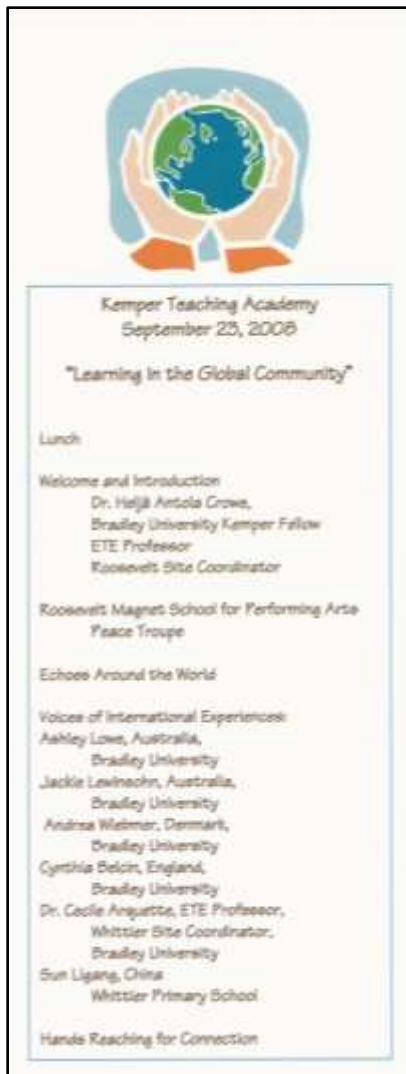 Kemper Teaching Academy
September 23, 2008
"Learning in the Global Community"
Lunch
Welcome and Introduction
Dr. Heljä Antola Crowe,
Bradley University Kemper Fellow
ETE Professor
Roosevelt Site Coordinator
Roosevelt Magnet School for Performing Arts
Peace Troupe
Echoes Around the World
Voices of International Experiences:
Ashley Lowe, Australia,
Bradley University
Jackie Lewinsohn, Australia,
Bradley University
Andrea Wiebmer, Denmark,
Bradley University
Cynthia Belcin, England,
Bradley University
Dr. Cecile Arquette, ETE Professor,
Whittier Site Coordinator,
Bradley University
Sun Ligang, China
Whittier Primary School
Hands Reaching for Connection